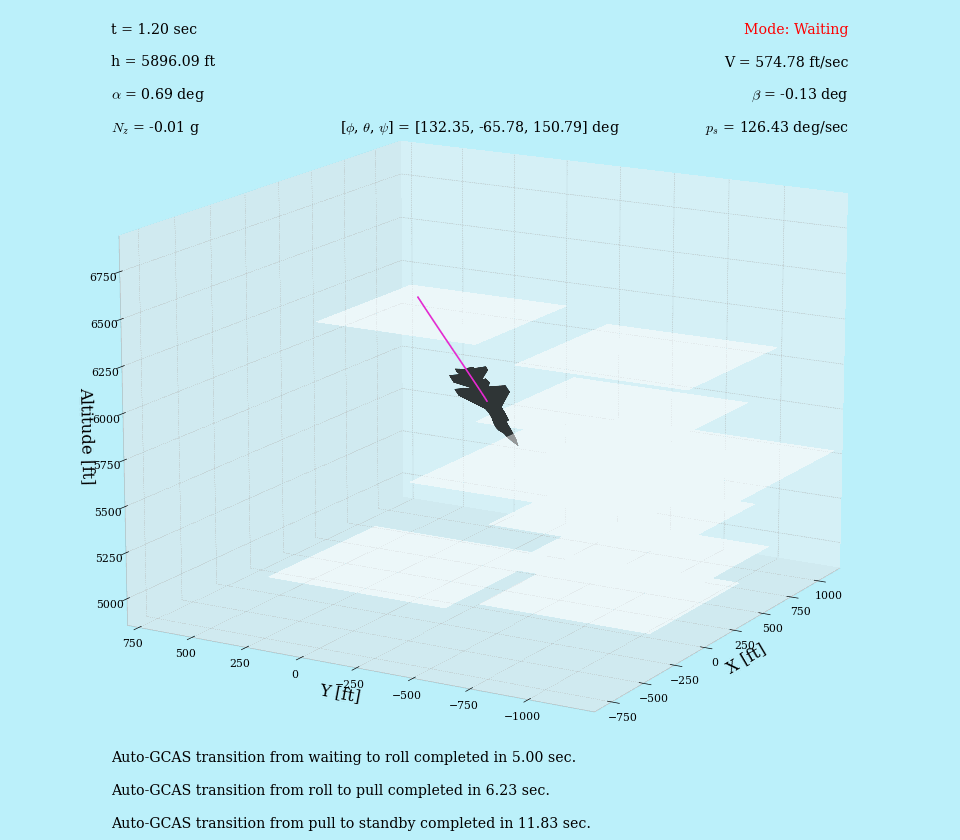 t = 1.20 sec
Mode: Waiting
h = 5896.09 ft
V = 574.78 ft/sec
α = 0.69 deg
β = -0.13 deg
N_z = -0.01 g
[ϕ, θ, ψ] = [132.35, -65.78, 150.79] deg
p_s = 126.43 deg/sec
6750
6500
6250
6000
5750
5500
5250
5000
Altitude [ft]
750
500
250
0
−250
−500
−750
−1000
Y [ft]
1000
750
500
250
0
−250
−500
−750
X [ft]
Auto-GCAS transition from waiting to roll completed in 5.00 sec.
Auto-GCAS transition from roll to pull completed in 6.23 sec.
Auto-GCAS transition from pull to standby completed in 11.83 sec.